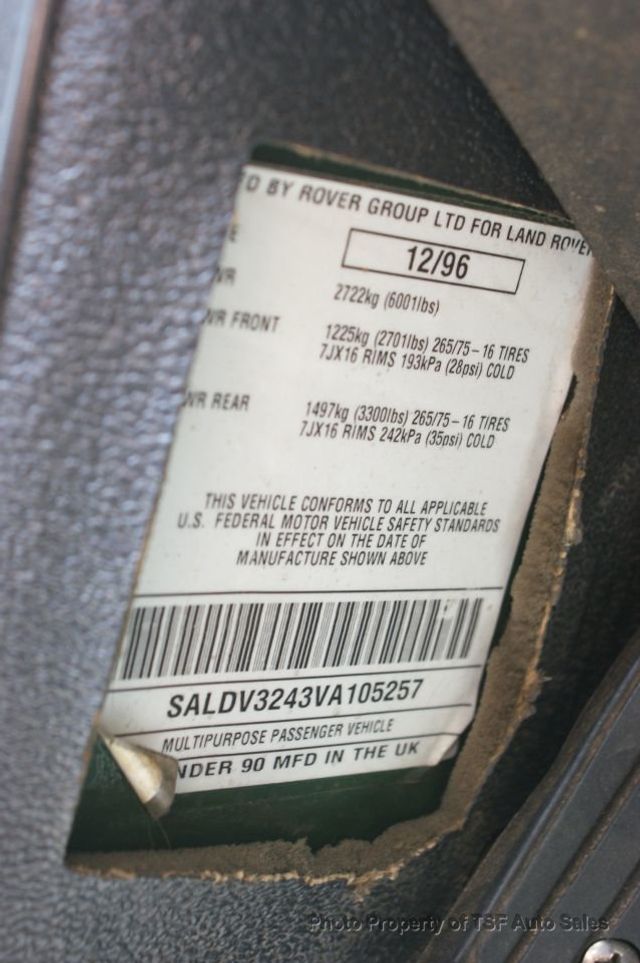 D BY ROVER GROUP LTD FOR LAND ROVER
E 12/96
WR 2722kg (6001lbs)
WR FRONT 1225kg (2701lbs) 265/75-16 TIRES
7JX16 RIMS 193kPa (28psi) COLD
WR REAR 1497kg (3300lbs) 265/75-16 TIRES
7JX16 RIMS 242kPa (35psi) COLD
THIS VEHICLE CONFORMS TO ALL APPLICABLE
U.S. FEDERAL MOTOR VEHICLE SAFETY STANDARDS
IN EFFECT ON THE DATE OF
MANUFACTURE SHOWN ABOVE
SALDV3243VA105257
MULTIPURPOSE PASSENGER VEHICLE
NDER 90 MFD IN THE UK
Photo Property of TSF Auto Sales